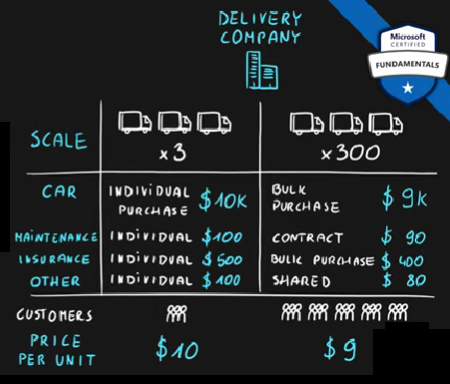 DELIVERY
COMPANY
Microsoft
CERTIFIED
FUNDAMENTALS
SCALE
x3
x300
CAR
INDIVIDUAL
PURCHASE
$10K
BULK
PURCHASE
$9K
MAINTENANCE INDIVIDUAL $100 CONTRACT $90
INSURANCE INDIVIDUAL $500 BULK PURCHASE $400
OTHER INDIVIDUAL $100 SHARED $80
CUSTOMERS
PRICE
PER UNIT
$10
$9